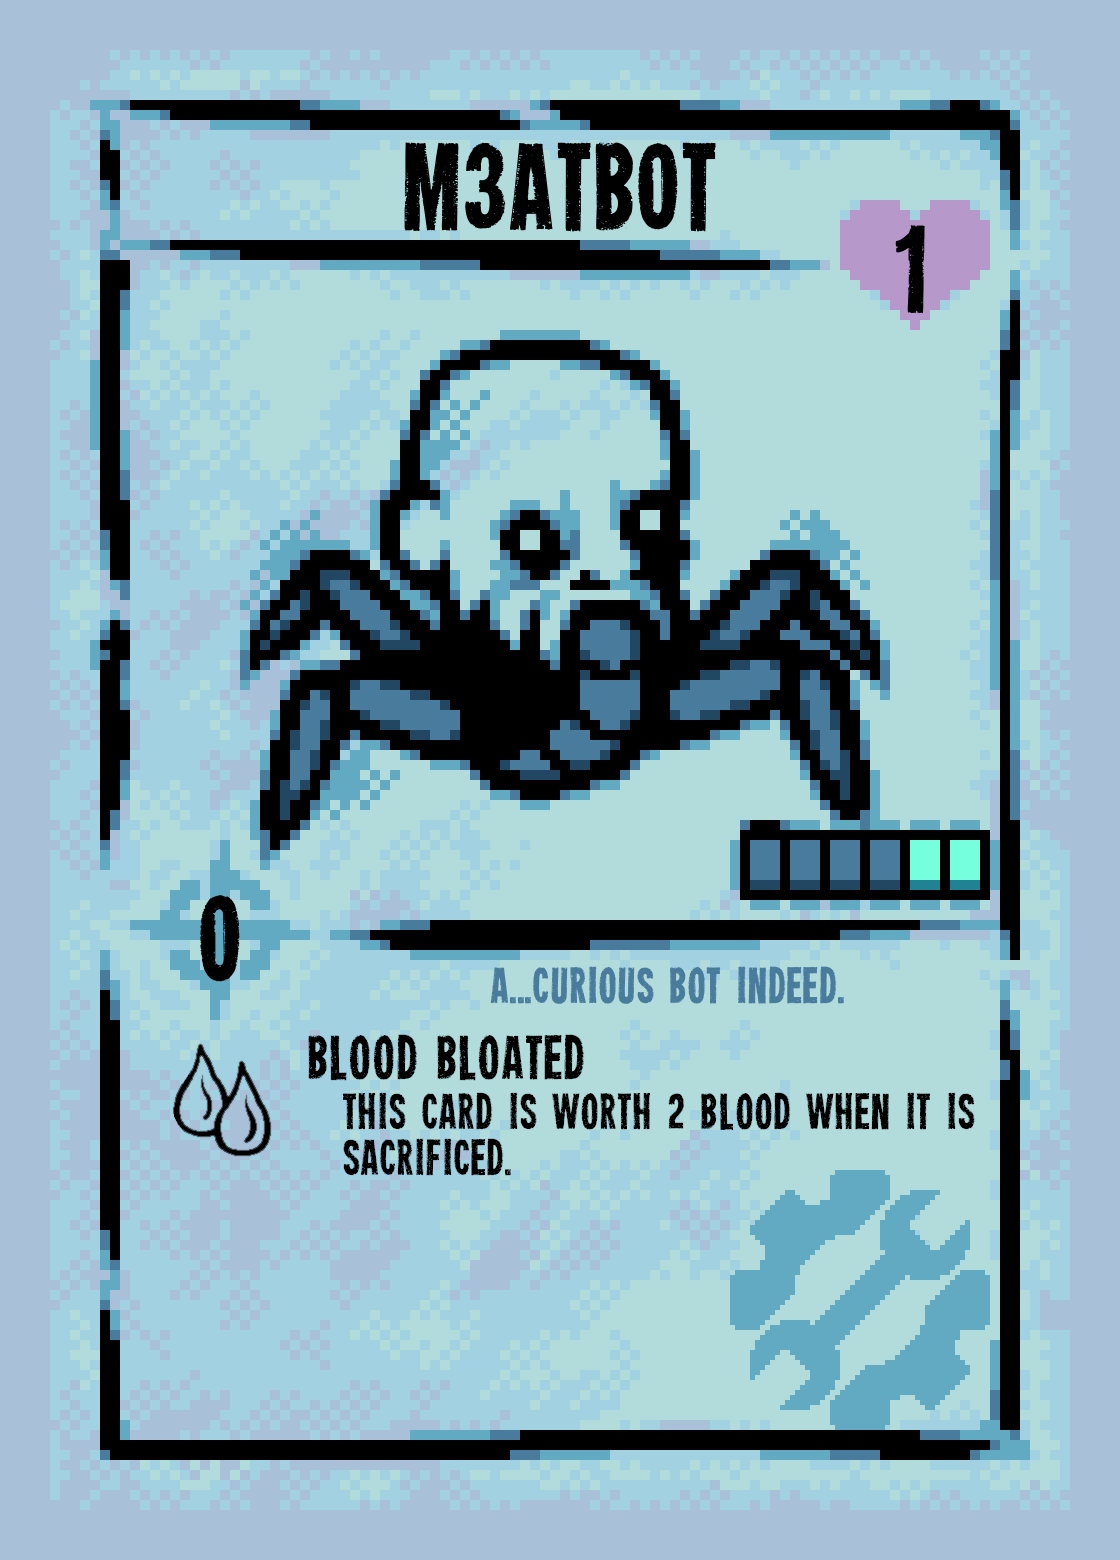 M3ATBOT
1
0
A...CURIOUS BOT INDEED.
BLOOD BLOATED
THIS CARD IS WORTH 2 BLOOD WHEN IT IS
SACRIFICED.